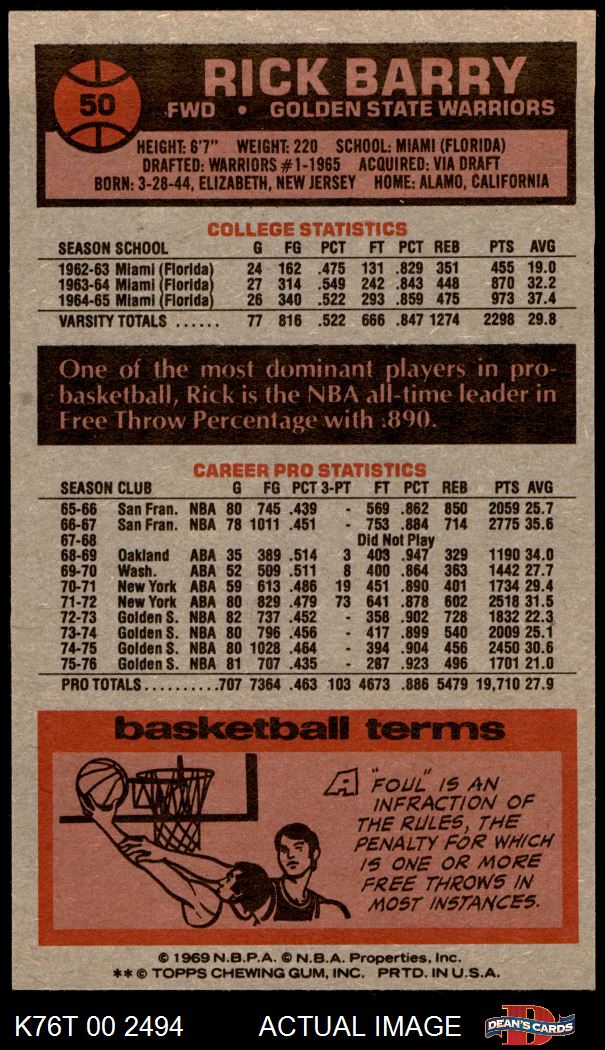 50
RICK BARRY
FWD • GOLDEN STATE WARRIORS
HEIGHT: 6'7" WEIGHT: 220 SCHOOL: MIAMI (FLORIDA)
DRAFTED: WARRIORS #1-1965 ACQUIRED: VIA DRAFT
BORN: 3-28-44, ELIZABETH, NEW JERSEY HOME: ALAMO, CALIFORNIA
COLLEGE STATISTICS
SEASON SCHOOL G FG PCT FT PCT REB PTS AVG
1962-63 Miami (Florida) 24 162 .475 131 .829 351 455 19.0
1963-64 Miami (Florida) 27 314 .549 242 .843 448 870 32.2
1964-65 Miami (Florida) 26 340 .522 293 .859 475 973 37.4
VARSITY TOTALS ...... 77 816 .522 666 .847 1274 2298 29.8
One of the most dominant players in pro-
basketball, Rick is the NBA all-time leader in
Free Throw Percentage with .890.
CAREER PRO STATISTICS
SEASON CLUB G FG PCT 3-PT FT PCT REB PTS AVG
65-66 San Fran. NBA 80 745 .439 - 569 .862 850 2059 25.7
66-67 San Fran. NBA 78 1011 .451 - 753 .884 714 2775 35.6
67-68 Did Not Play
68-69 Oakland ABA 35 389 .514 3 403 .947 329 1190 34.0
69-70 Wash. ABA 52 509 .511 8 400 .864 363 1442 27.7
70-71 New York ABA 59 613 .486 19 451 .890 401 1734 29.4
71-72 New York ABA 80 829 .479 73 641 .878 602 2518 31.5
72-73 Golden S. NBA 82 737 .452 - 358 .902 728 1832 22.3
73-74 Golden S. NBA 80 796 .456 - 417 .899 540 2009 25.1
74-75 Golden S. NBA 80 1028 .464 - 394 .904 456 2450 30.6
75-76 Golden S. NBA 81 707 .435 - 287 .923 496 1701 21.0
PRO TOTALS..........707 7364 .463 103 4673 .886 5479 19,710 27.9
basketball terms
A "FOUL" IS AN
INFRACTION OF
THE RULES, THE
PENALTY FOR WHICH
IS ONE OR MORE
FREE THROWS IN
MOST INSTANCES.
© 1969 N.B.P.A. © N.B.A. Properties, Inc.
** © TOPPS CHEWING GUM, INC. PRTD. IN U.S.A.
K76T 00 2494 ACTUAL IMAGE
D
DEAN'S CARDS